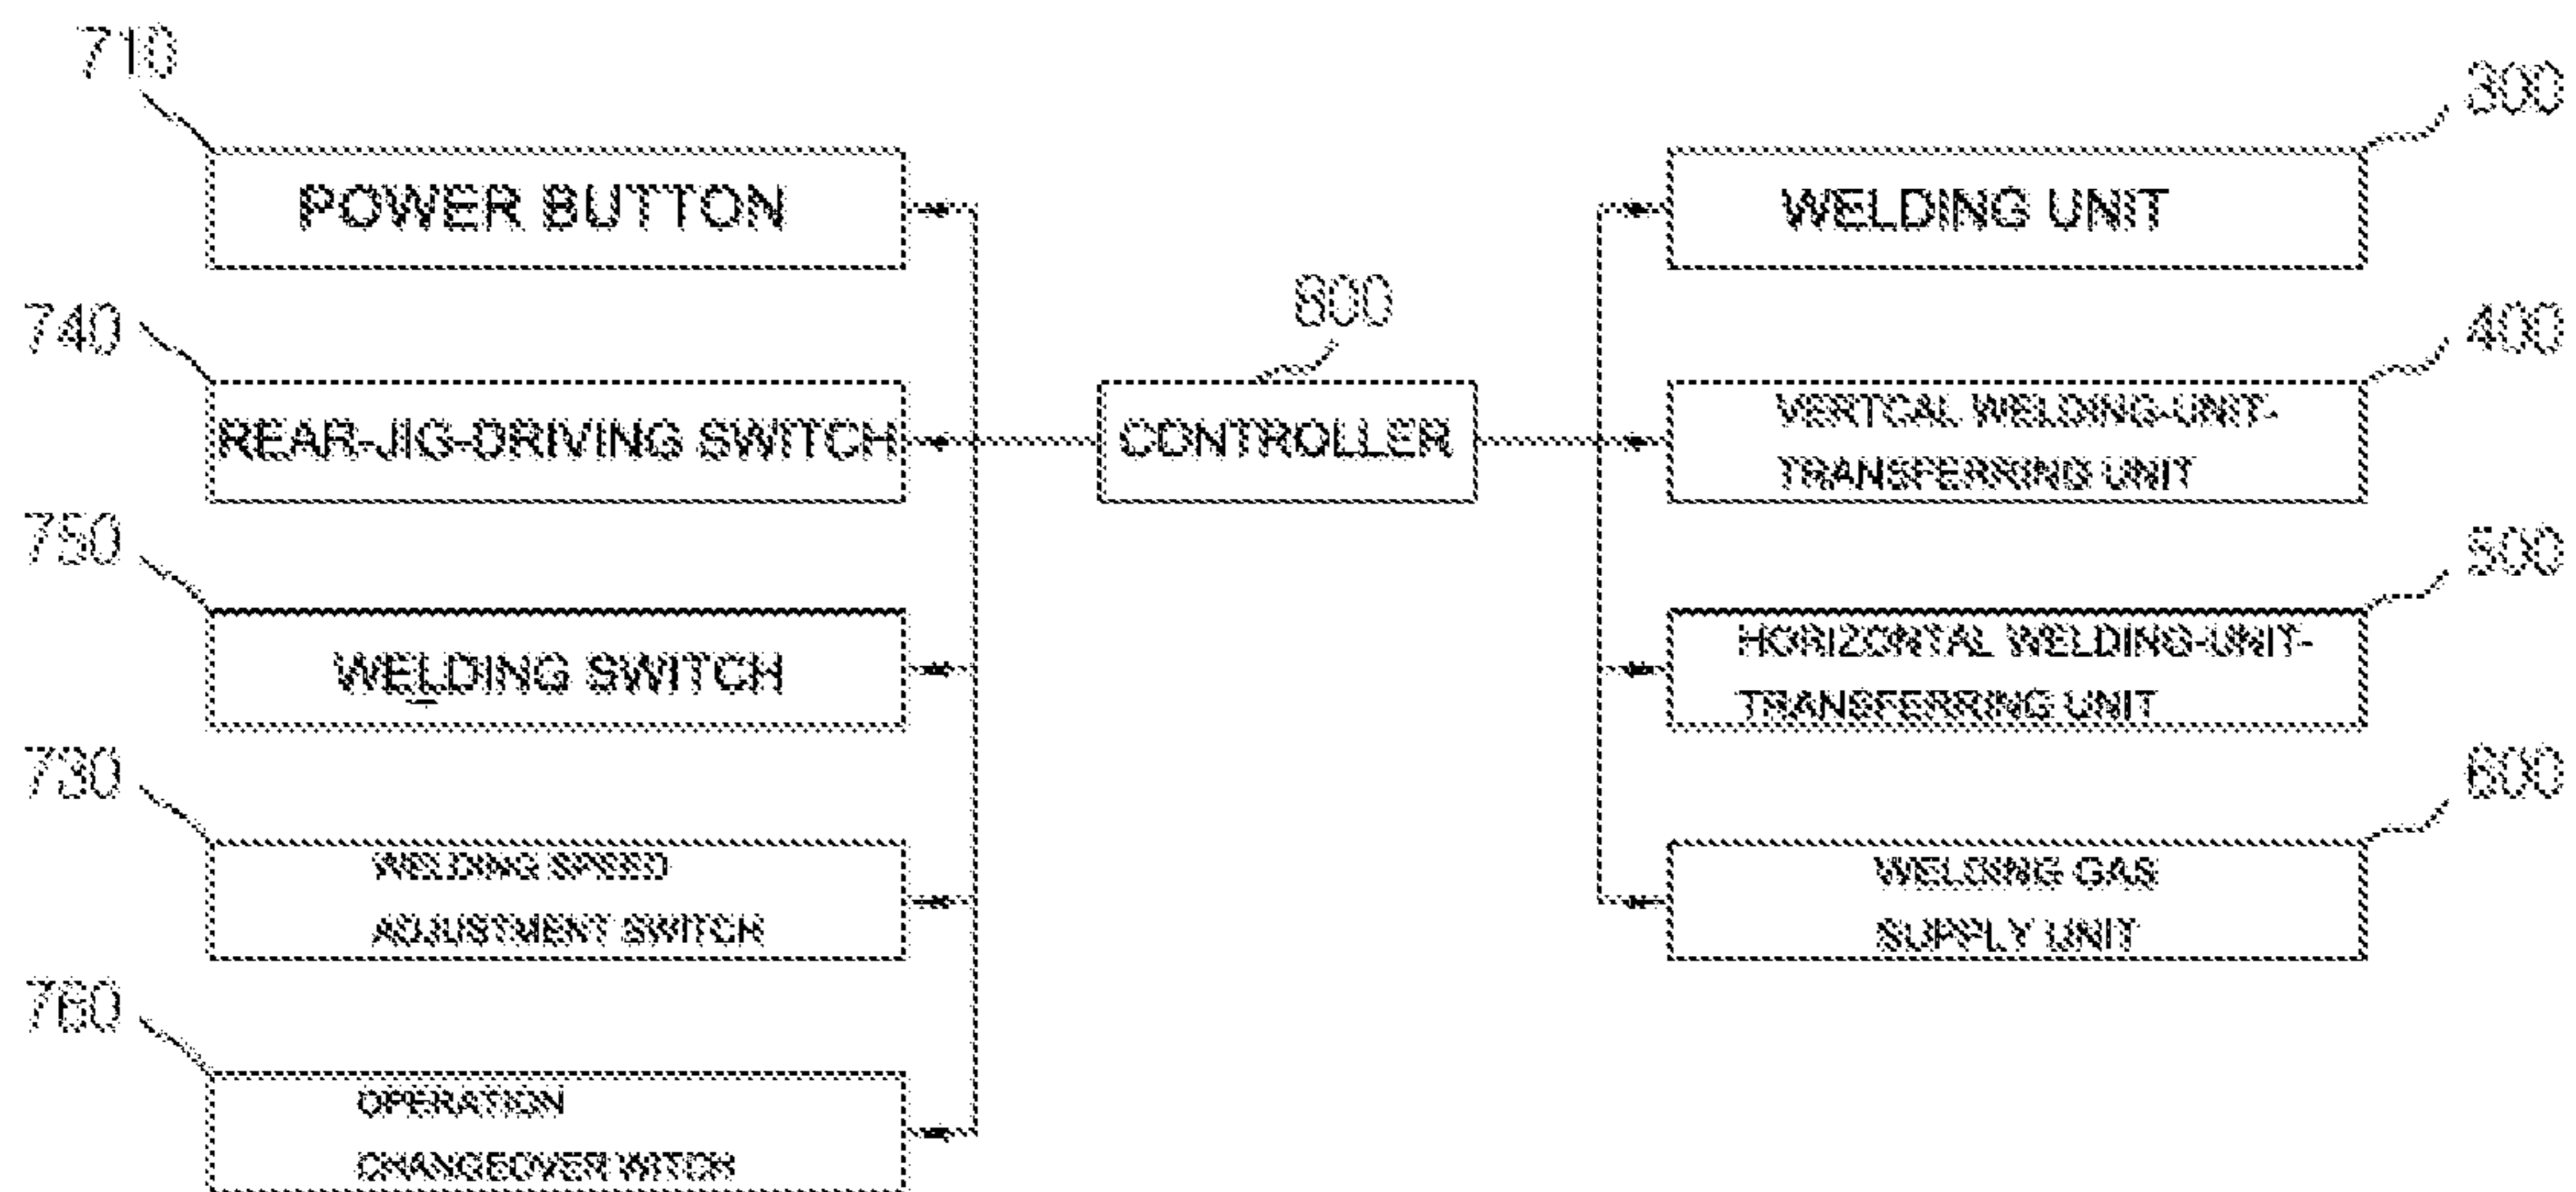 710
POWER BUTTON
300
WELDING UNIT
740
REAR-JIG-DRIVING SWITCH
800
CONTROLLER
400
VERTCAL WELDING-UNIT-
TRANSFERRING UNIT
750
WELDING SWITCH
500
HORIZONTAL WELDING-UNIT-
TRANSFERRING UNIT
730
WELDING SPEED
ADJUSTMENT SWITCH
600
WELDING GAS
SUPPLY UNIT
760
OPERATION
CHANGEOVER WITCH